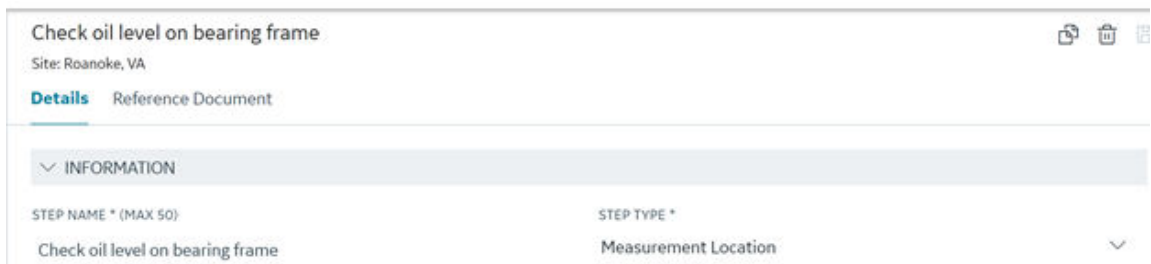 Check oil level on bearing frame
Site: Roanoke, VA
Details Reference Document
INFORMATION
STEP NAME * (MAX 50) STEP TYPE *
Check oil level on bearing frame Measurement Location